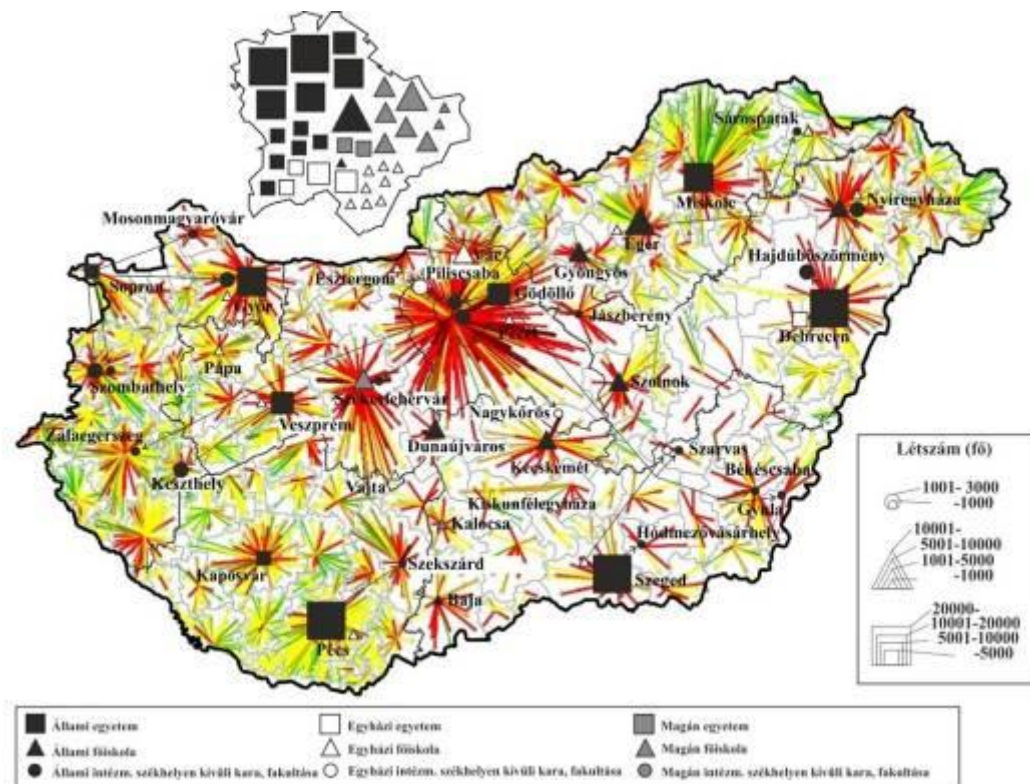 Sárospatak
Miskolc
Nyíregyháza
Mosonmagyaróvár
Eger
Vác
Hajdúböszörmény
Esztergom
Piliscsaba
Gyöngyös
Sopron
Gödöllő
Győr
Jászberény
Debrecen
Pápa
Szombathely
Szolnok
Székesfehérvár
Nagykőrös
Veszprém
Zalaegerszeg
Dunaújváros
Szarvas
Kecskemét
Békéscsaba
Keszthely
Vajta
Kiskunfélegyháza
Gyula
Kalocsa
Hódmezővásárhely
Kaposvár
Szekszárd
Szeged
Baja
Pécs
Létszám (fő)
1001- 3000
-1000
10001-
5001-10000
1001-5000
-1000
20000-
10001-20000
5001-10000
-5000
Állami egyetem
Egyházi egyetem
Magán egyetem
Állami főiskola
Egyházi főiskola
Magán főiskola
Állami intézm. székhelyen kívüli kara, fakultása
Egyházi intézm. székhelyen kívüli kara, fakultása
Magán intézm. székhelyen kívüli kara, fakultása